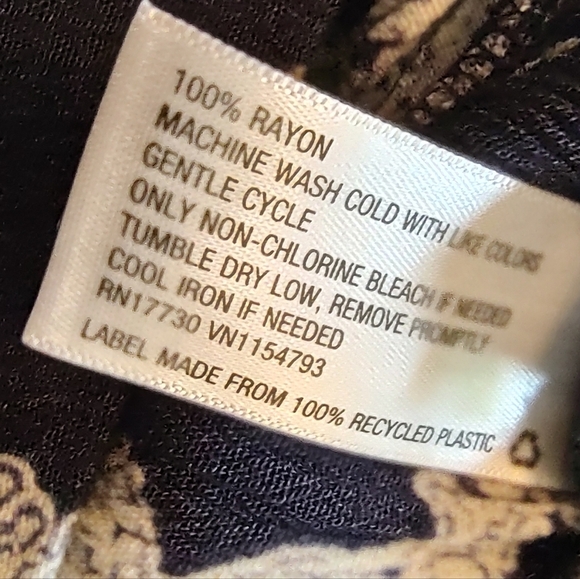 100% RAYON
MACHINE WASH COLD WITH LIKE COLORS
GENTLE CYCLE
ONLY NON-CHLORINE BLEACH IF NEEDED
TUMBLE DRY LOW, REMOVE PROMPTLY
COOL IRON IF NEEDED
RN17730 VN1154793
LABEL MADE FROM 100% RECYCLED PLASTIC